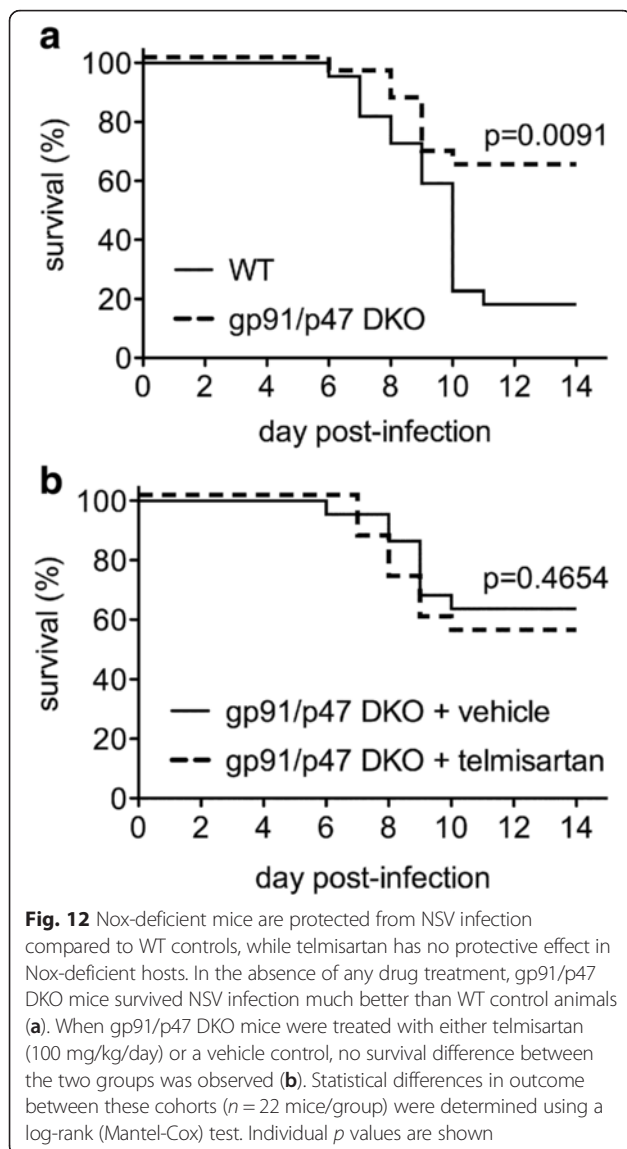 a
100
80
60
40
20
0
survival (%)
p=0.0091
WT
gp91/p47 DKO
0 2 4 6 8 10 12 14
day post-infection
b
100
80
60
40
20
0
survival (%)
p=0.4654
gp91/p47 DKO + vehicle
gp91/p47 DKO + telmisartan
0 2 4 6 8 10 12 14
day post-infection
Fig. 12 Nox-deficient mice are protected from NSV infection
compared to WT controls, while telmisartan has no protective effect in
Nox-deficient hosts. In the absence of any drug treatment, gp91/p47
DKO mice survived NSV infection much better than WT control animals
(a). When gp91/p47 DKO mice were treated with either telmisartan
(100 mg/kg/day) or a vehicle control, no survival difference between
the two groups was observed (b). Statistical differences in outcome
between these cohorts (n = 22 mice/group) were determined using a
log-rank (Mantel-Cox) test. Individual p values are shown